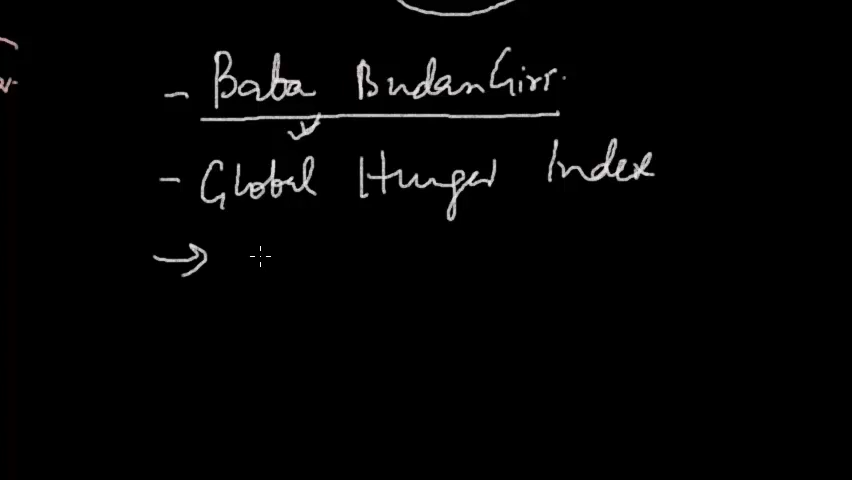 - Baba BudanGiri.
- Global Hunger Index
→